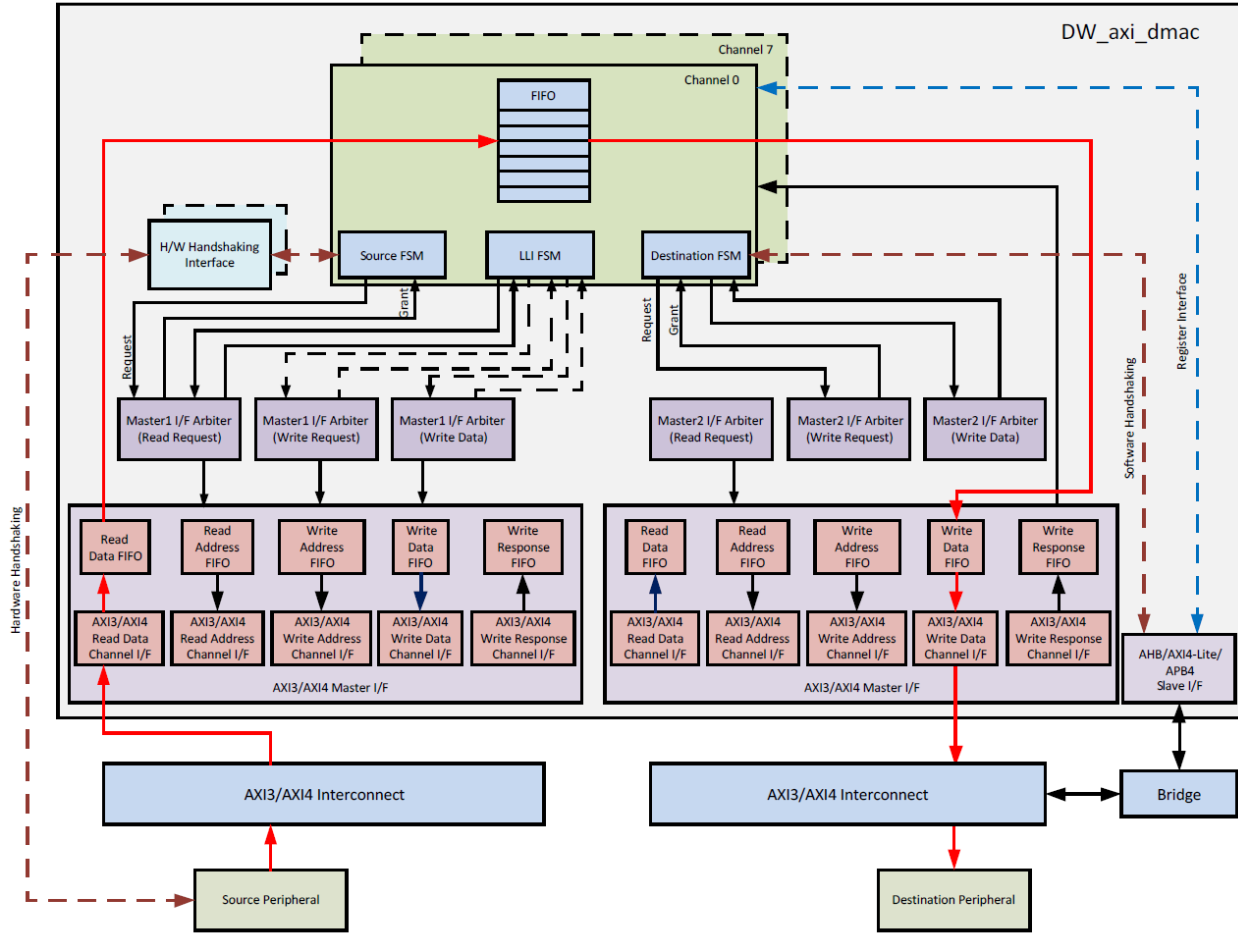 DW_axi_dmac
Channel 7
Channel 0
FIFO
H/W Handshaking
Interface
Source FSM
LLI FSM
Destination FSM
Request
Grant
Request
Grant
Software Handshaking
Register Interface
Hardware Handshaking
Master1 I/F Arbiter
(Read Request)
Master1 I/F Arbiter
(Write Request)
Master1 I/F Arbiter
(Write Data)
Master2 I/F Arbiter
(Read Request)
Master2 I/F Arbiter
(Write Request)
Master2 I/F Arbiter
(Write Data)
Read
Data FIFO
Read
Address
FIFO
Write
Address
FIFO
Write
Data
FIFO
Write
Response
FIFO
Read
Data
FIFO
Read
Address
FIFO
Write
Address
FIFO
Write
Data
FIFO
Write
Response
FIFO
AXI3/AXI4
Read Data
Channel I/F
AXI3/AXI4
Read Address
Channel I/F
AXI3/AXI4
Write Address
Channel I/F
AXI3/AXI4
Write Data
Channel I/F
AXI3/AXI4
Write Response
Channel I/F
AXI3/AXI4
Read Data
Channel I/F
AXI3/AXI4
Read Address
Channel I/F
AXI3/AXI4
Write Address
Channel I/F
AXI3/AXI4
Write Data
Channel I/F
AXI3/AXI4
Write Response
Channel I/F
AXI3/AXI4 Master I/F
AXI3/AXI4 Master I/F
AHB/AXI4-Lite/
APB4
Slave I/F
AXI3/AXI4 Interconnect
AXI3/AXI4 Interconnect
Bridge
Source Peripheral
Destination Peripheral